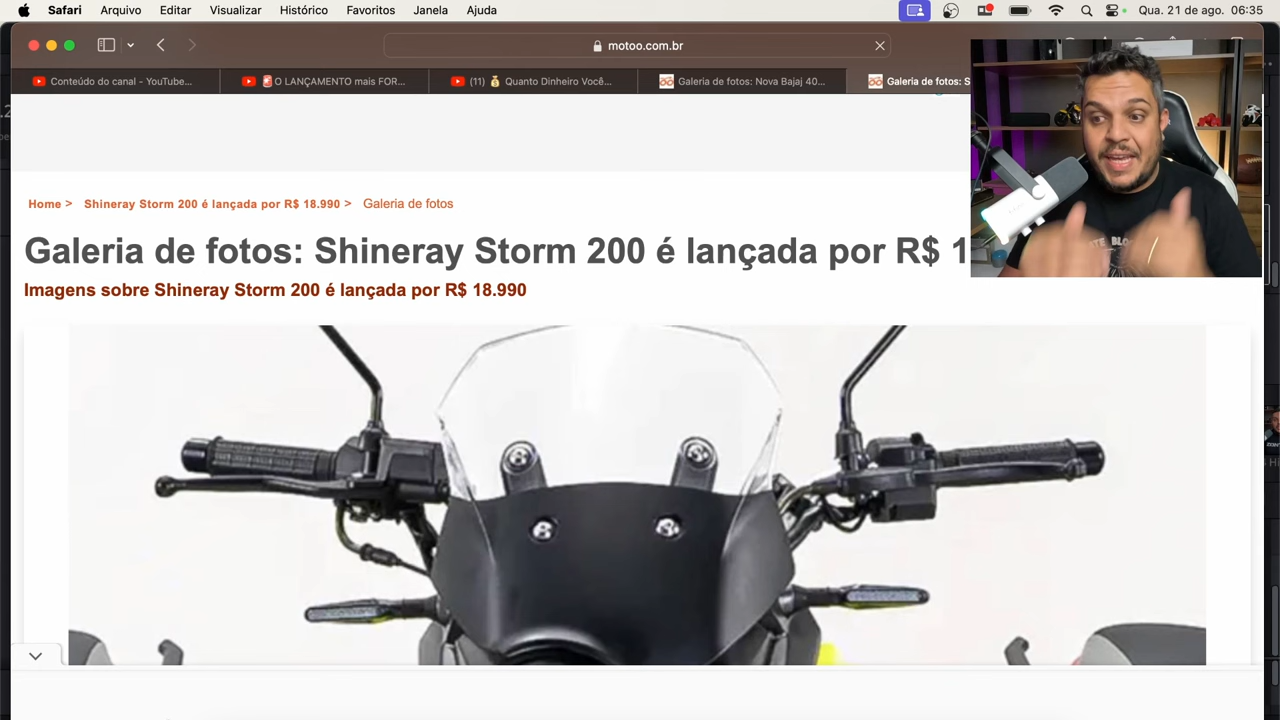 Safari Arquivo Editar Visualizar Histórico Favoritos Janela Ajuda Qua. 21 de ago. 06:35
motoo.com.br
Conteúdo do canal - YouTube...
O LANÇAMENTO mais FOR...
(11) 💰 Quanto Dinheiro Você...
Galeria de fotos: Nova Bajaj 40...
Galeria de fotos: S
Home > Shineray Storm 200 é lançada por R$ 18.990 > Galeria de fotos
Galeria de fotos: Shineray Storm 200 é lançada por R$ 1
Imagens sobre Shineray Storm 200 é lançada por R$ 18.990